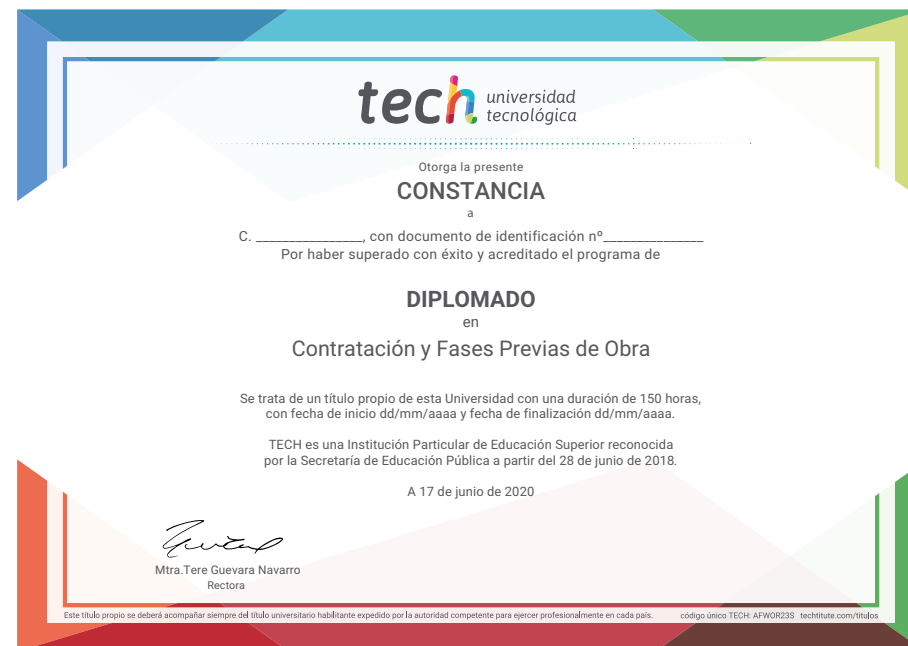 tech universidad
tecnológica
Otorga la presente
CONSTANCIA
a
C. ________________, con documento de identificación nº_______________
Por haber superado con éxito y acreditado el programa de
DIPLOMADO
en
Contratación y Fases Previas de Obra
Se trata de un título propio de esta Universidad con una duración de 150 horas,
con fecha de inicio dd/mm/aaaa y fecha de finalización dd/mm/aaaa.
TECH es una Institución Particular de Educación Superior reconocida
por la Secretaría de Educación Pública a partir del 28 de junio de 2018.
A 17 de junio de 2020
Mtra.Tere Guevara Navarro
Rectora
Este título propio se deberá acompañar siempre del título universitario habilitante expedido por la autoridad competente para ejercer profesionalmente en cada país. código único TECH: AFWOR23S techtitute.com/titulos